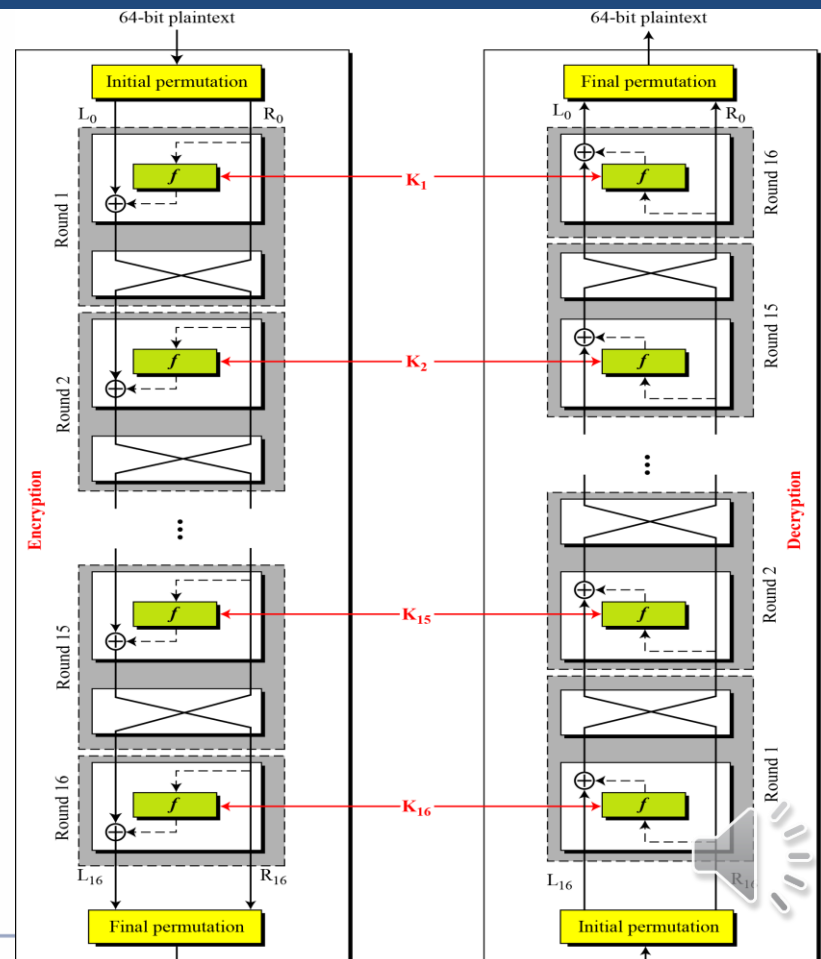 64-bit plaintext
Initial permutation
L0
R0
Round 1
f
Round 2
f
Encryption
...
Round 15
f
Round 16
f
L16
R16
Final permutation
K1
K2
K15
K16
64-bit plaintext
Final permutation
L0
R0
Round 16
f
Round 15
f
...
Decryption
Round 2
f
Round 1
f
L16
R16
Initial permutation